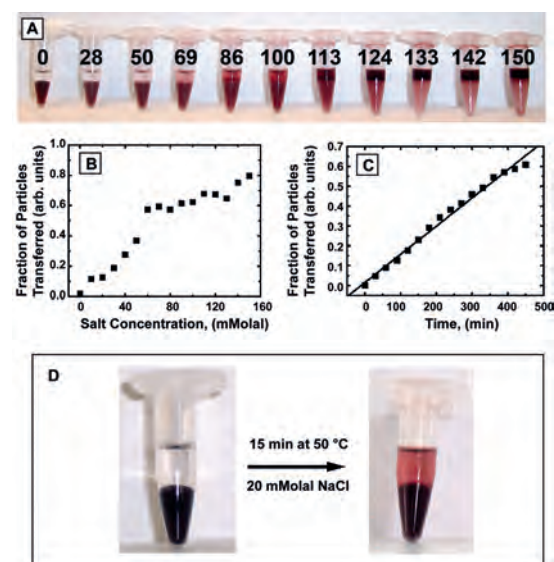 A
0 28 50 69 86 100 113 124 133 142 150
B
Fraction of Particles
Transferred (arb. units)
1.0
0.8
0.6
0.4
0.2
0.0
0 40 80 120 160
Salt Concentration, (mMolal)
C
Fraction of Particles
Transferred (arb. units)
0.7
0.6
0.5
0.4
0.3
0.2
0.1
0.0
0 100 200 300 400 500
Time, (min)
D
15 min at 50 °C
20 mMolal NaCl